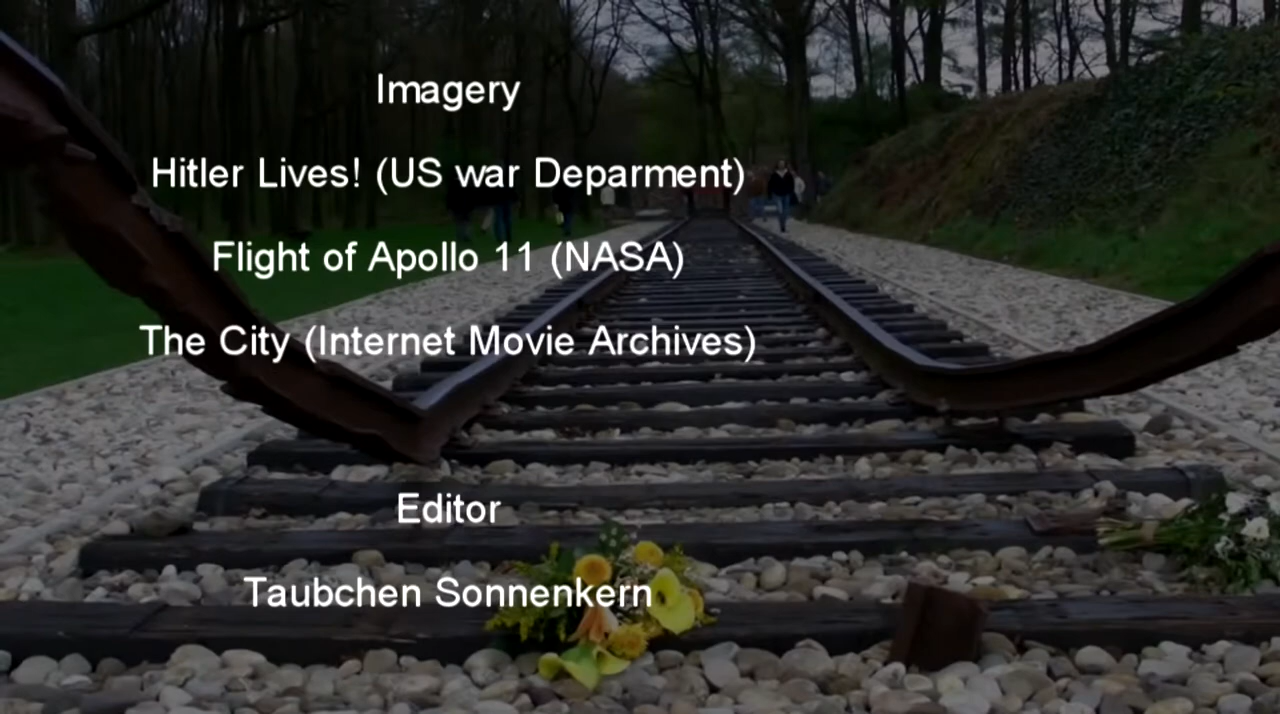 Imagery
Hitler Lives! (US war Deparment)
Flight of Apollo 11 (NASA)
The City (Internet Movie Archives)
Editor
Taubchen Sonnenkern